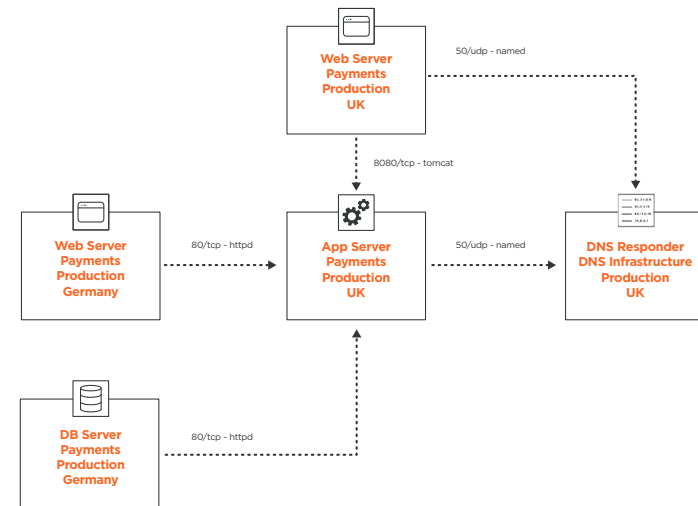 Web Server
Payments
Production
UK
50/udp - named
8080/tcp - tomcat
Web Server
Payments
Production
Germany
80/tcp - httpd
App Server
Payments
Production
UK
50/udp - named
DNS Responder
DNS Infrastructure
Production
UK
DB Server
Payments
Production
Germany
80/tcp - httpd